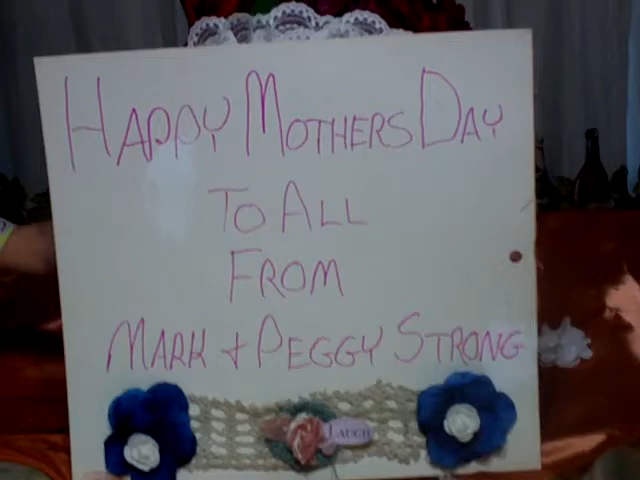 HAPPY MOTHERS DAY
TO ALL
FROM
MARK + PEGGY STRONG
LAUGH